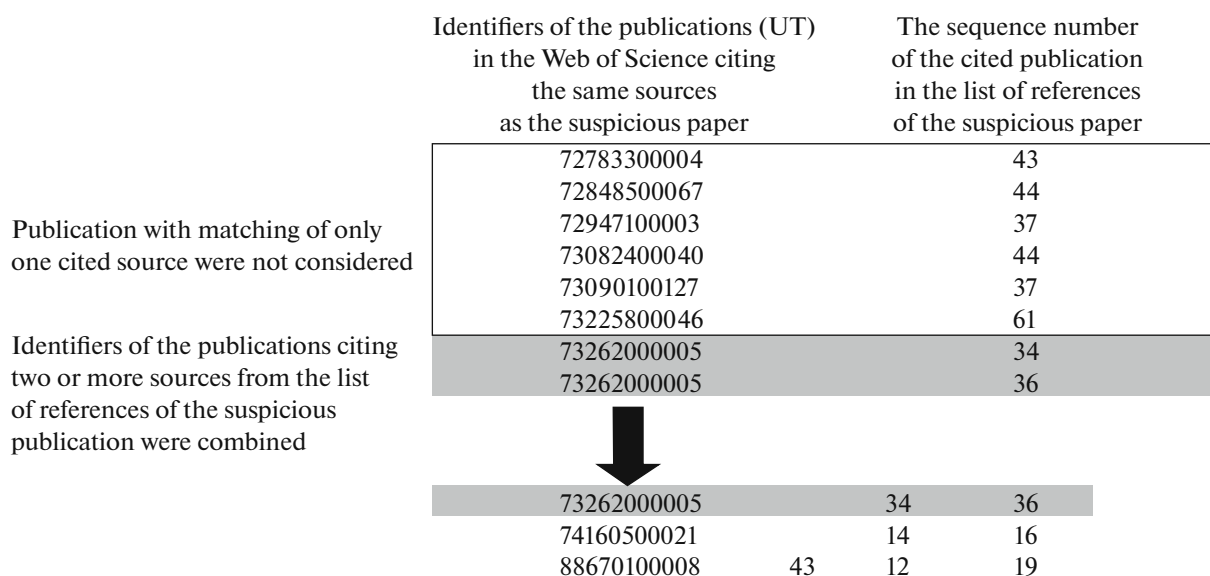 Identifiers of the publications (UT)
in the Web of Science citing
the same sources
as the suspicious paper
The sequence number
of the cited publication
in the list of references
of the suspicious paper
Publication with matching of only
one cited source were not considered
72783300004 43
72848500067 44
72947100003 37
73082400040 44
73090100127 37
73225800046 61
Identifiers of the publications citing
two or more sources from the list
of references of the suspicious
publication were combined
73262000005 34
73262000005 36
73262000005 34 36
74160500021 14 16
88670100008 43 12 19